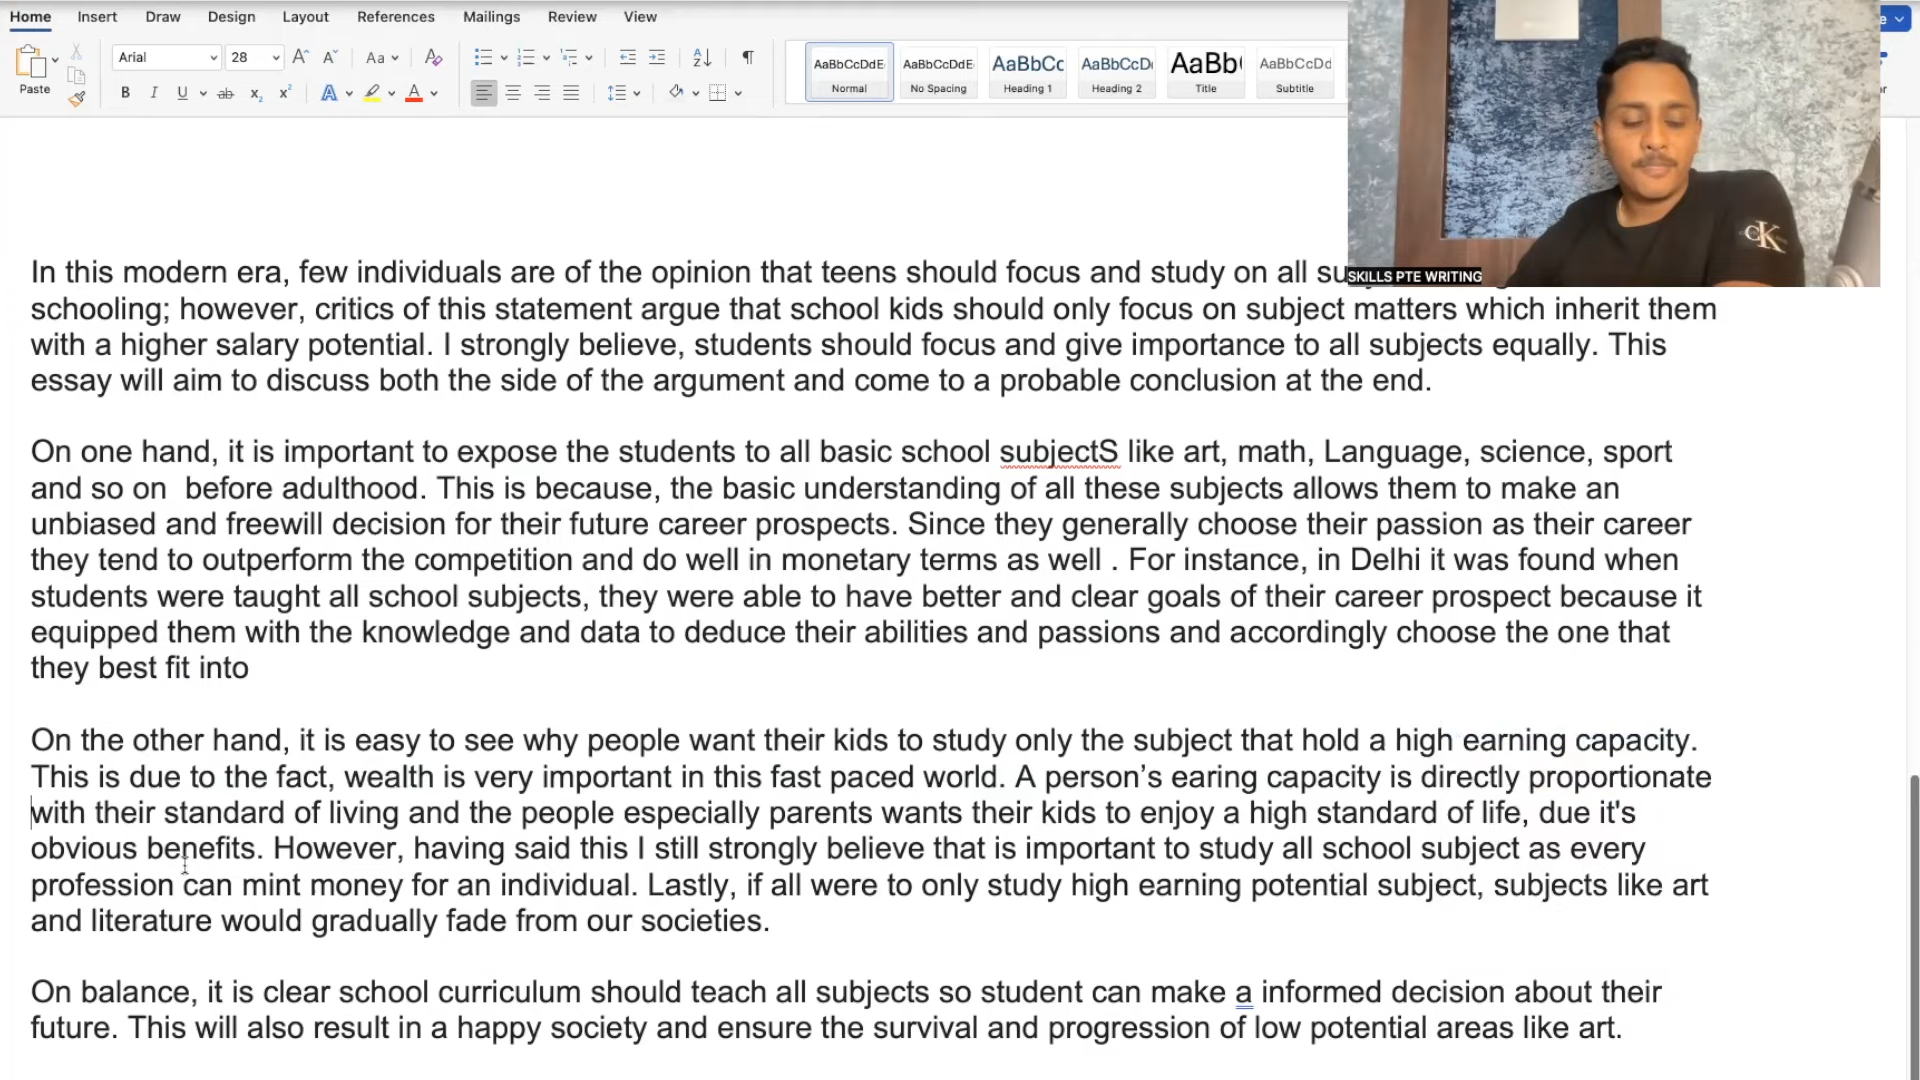 Home Insert Draw Design Layout References Mailings Review View
Paste
Arial 28
Aa
B I U ab x₂ x² A A
AaBbCcDdE AaBbCcDdE AaBbCc AaBbCcD AaBb AaBbCcDd
Normal No Spacing Heading 1 Heading 2 Title Subtitle
CK
SKILLS PTE WRITING
In this modern era, few individuals are of the opinion that teens should focus and study on all
schooling; however, critics of this statement argue that school kids should only focus on subject matters which inherit them
with a higher salary potential. I strongly believe, students should focus and give importance to all subjects equally. This
essay will aim to discuss both the side of the argument and come to a probable conclusion at the end.
On one hand, it is important to expose the students to all basic school subjectS like art, math, Language, science, sport
and so on  before adulthood. This is because, the basic understanding of all these subjects allows them to make an
unbiased and freewill decision for their future career prospects. Since they generally choose their passion as their career
they tend to outperform the competition and do well in monetary terms as well . For instance, in Delhi it was found when
students were taught all school subjects, they were able to have better and clear goals of their career prospect because it
equipped them with the knowledge and data to deduce their abilities and passions and accordingly choose the one that
they best fit into
On the other hand, it is easy to see why people want their kids to study only the subject that hold a high earning capacity.
This is due to the fact, wealth is very important in this fast paced world. A person’s earing capacity is directly proportionate
with their standard of living and the people especially parents wants their kids to enjoy a high standard of life, due it's
obvious benefits. However, having said this I still strongly believe that is important to study all school subject as every
profession can mint money for an individual. Lastly, if all were to only study high earning potential subject, subjects like art
and literature would gradually fade from our societies.
On balance, it is clear school curriculum should teach all subjects so student can make a informed decision about their
future. This will also result in a happy society and ensure the survival and progression of low potential areas like art.